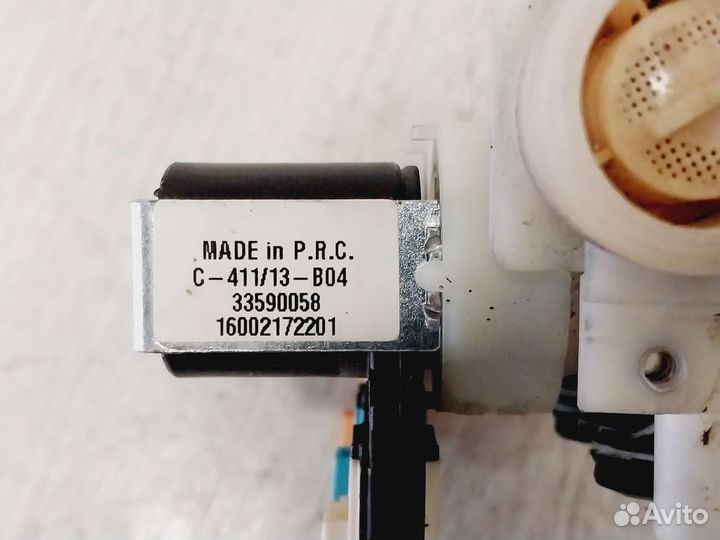 MADE in P.R.C.
C-411/13-B04
33590058
16002172201
Avito